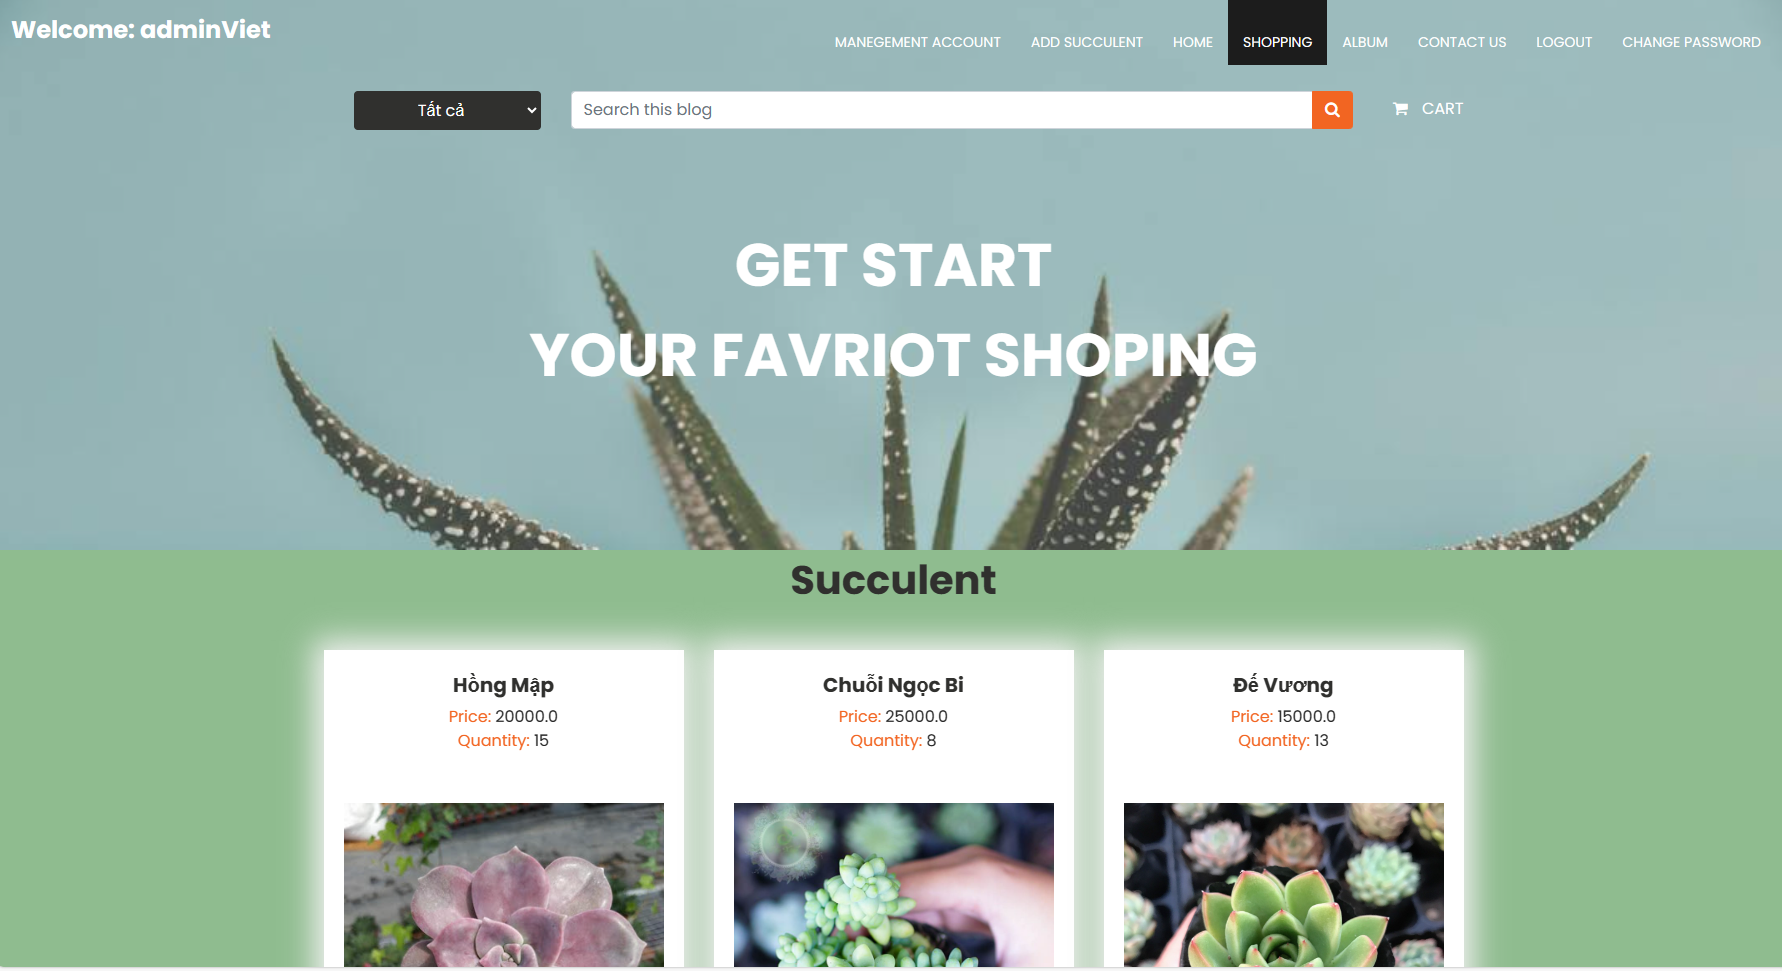 Welcome: adminViet
MANEGEMENT ACCOUNT ADD SUCCULENT HOME SHOPPING ALBUM CONTACT US LOGOUT CHANGE PASSWORD
Tất cả Search this blog CART
GET START
YOUR FAVRIOT SHOPING
Succulent
Hồng Mập
Price: 20000.0
Quantity: 15
Chuỗi Ngọc Bi
Price: 25000.0
Quantity: 8
Đế Vương
Price: 15000.0
Quantity: 13